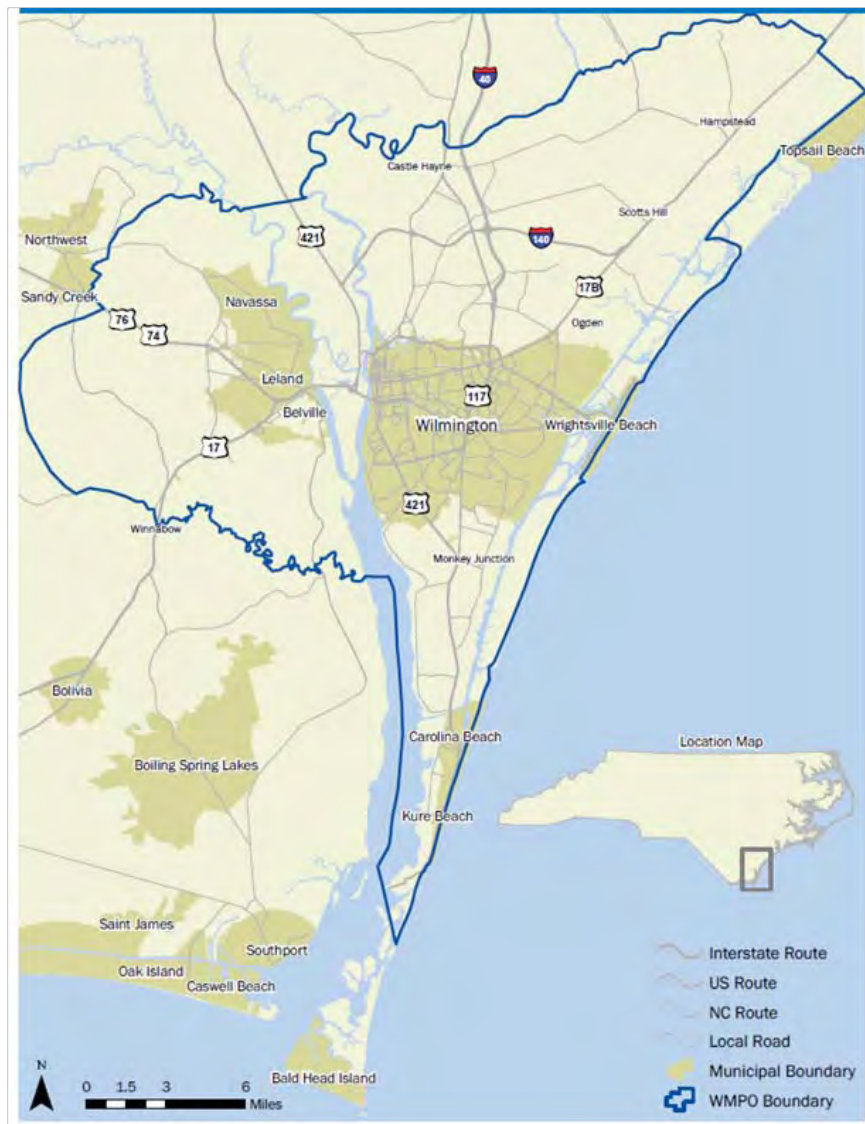 40
Hampstead
Topsail Beach
Castle Hayne
Scotts Hill
Northwest
421
140
Sandy Creek
17B
Navassa
76
74
Ogden
Leland
117
Belville
Wilmington
Wrightsville Beach
17
421
Winnabow
Monkey Junction
Bolivia
Carolina Beach
Location Map
Boiling Spring Lakes
Kure Beach
Saint James
Southport
Oak Island
Caswell Beach
Bald Head Island
Interstate Route
US Route
NC Route
Local Road
Municipal Boundary
WMPO Boundary
N
0 1.5 3 6
Miles